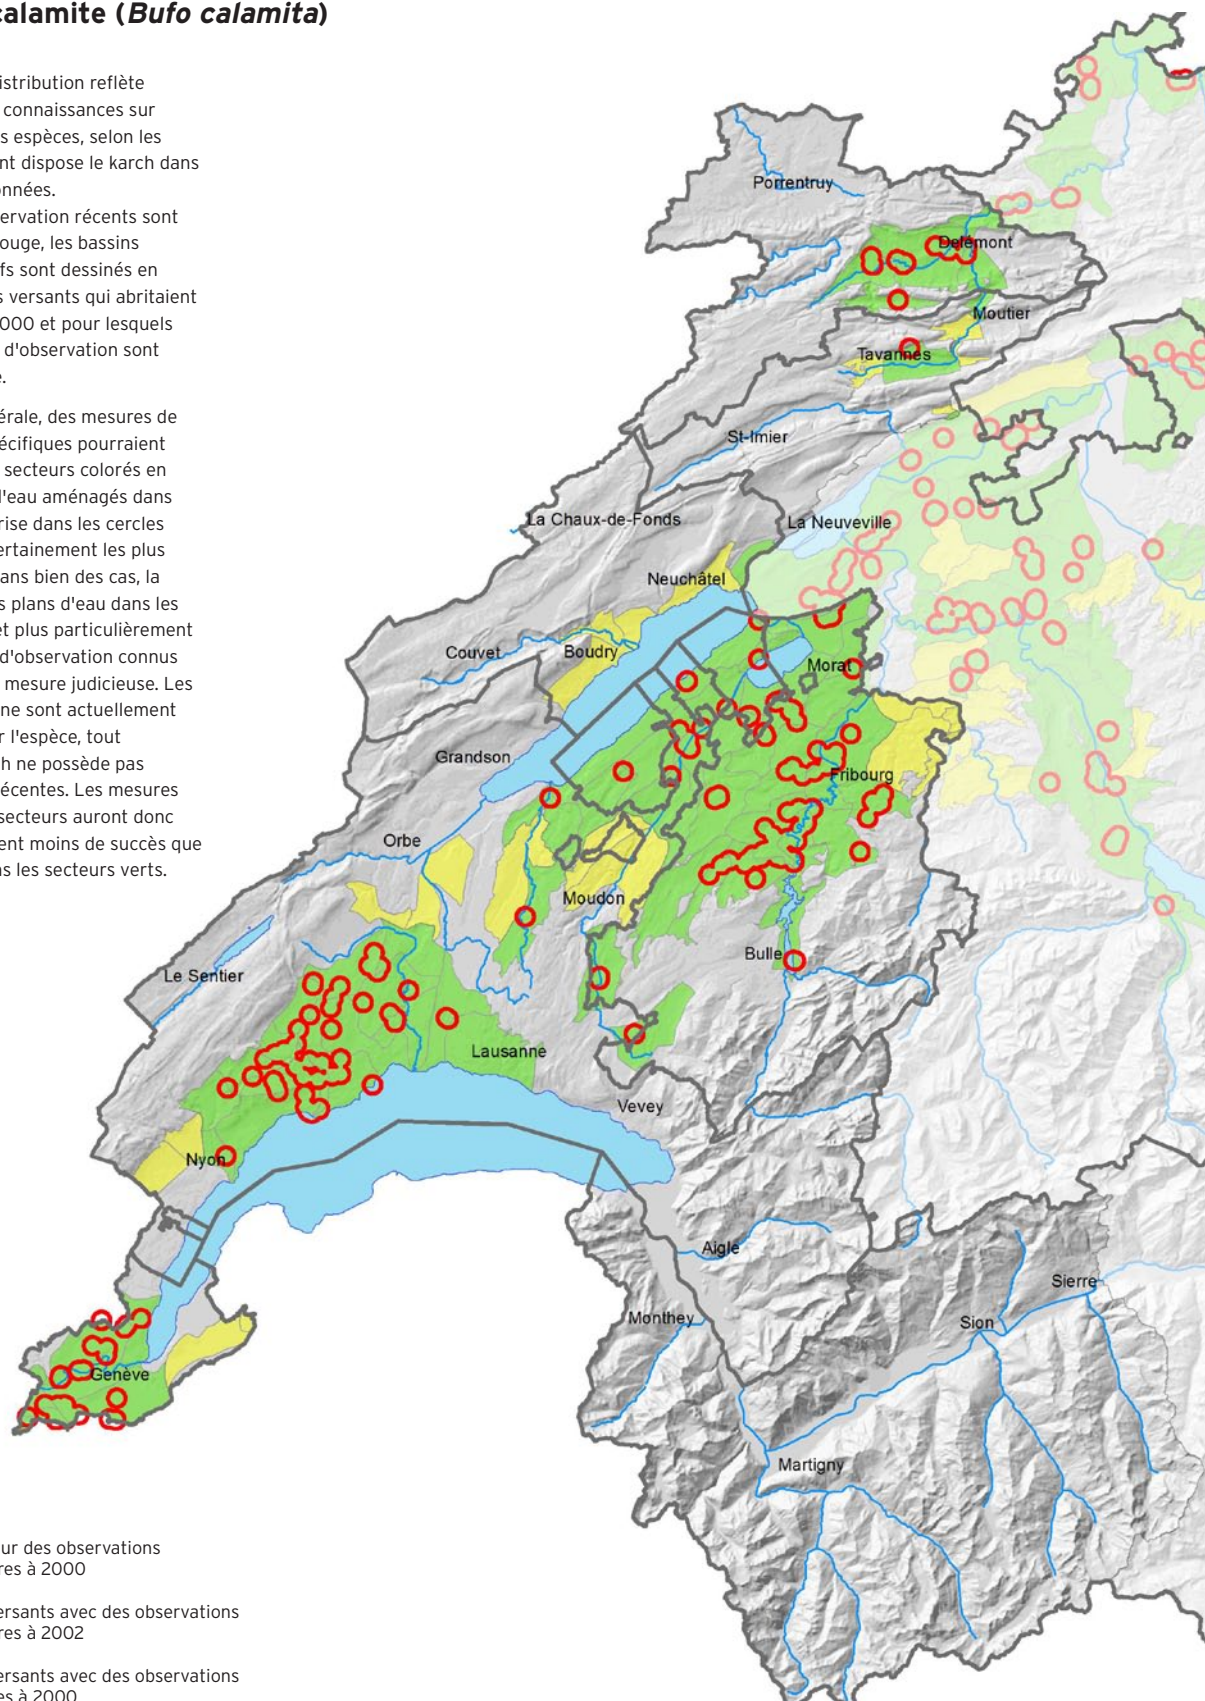 calamite (Bufo calamita)
istribution reflète
connaissances sur
s espèces, selon les
nt dispose le karch dans
onnées.
servation récents sont
ouge, les bassins
fs sont dessinés en
s versants qui abritaient
000 et pour lesquels
d'observation sont
e.
érale, des mesures de
écifiques pourraient
secteurs colorés en
d'eau aménagés dans
rise dans les cercles
ertainement les plus
ans bien des cas, la
s plans d'eau dans les
et plus particulièrement
d'observation connus
mesure judicieuse. Les
ne sont actuellement
r l'espèce, tout
h ne possède pas
récentes. Les mesures
secteurs auront donc
ent moins de succès que
ns les secteurs verts.
Porrentruy
Delémont
Moutier
Tavannes
St-Imier
La Chaux-de-Fonds
La Neuveville
Neuchâtel
Couvet
Boudry
Morat
Grandson
Fribourg
Orbe
Moudon
Bulle
Le Sentier
Lausanne
Vevey
Nyon
Aigle
Sierre
Monthey
Sion
Genève
Martigny
ur des observations
res à 2000
ersants avec des observations
res à 2002
ersants avec des observations
es à 2000